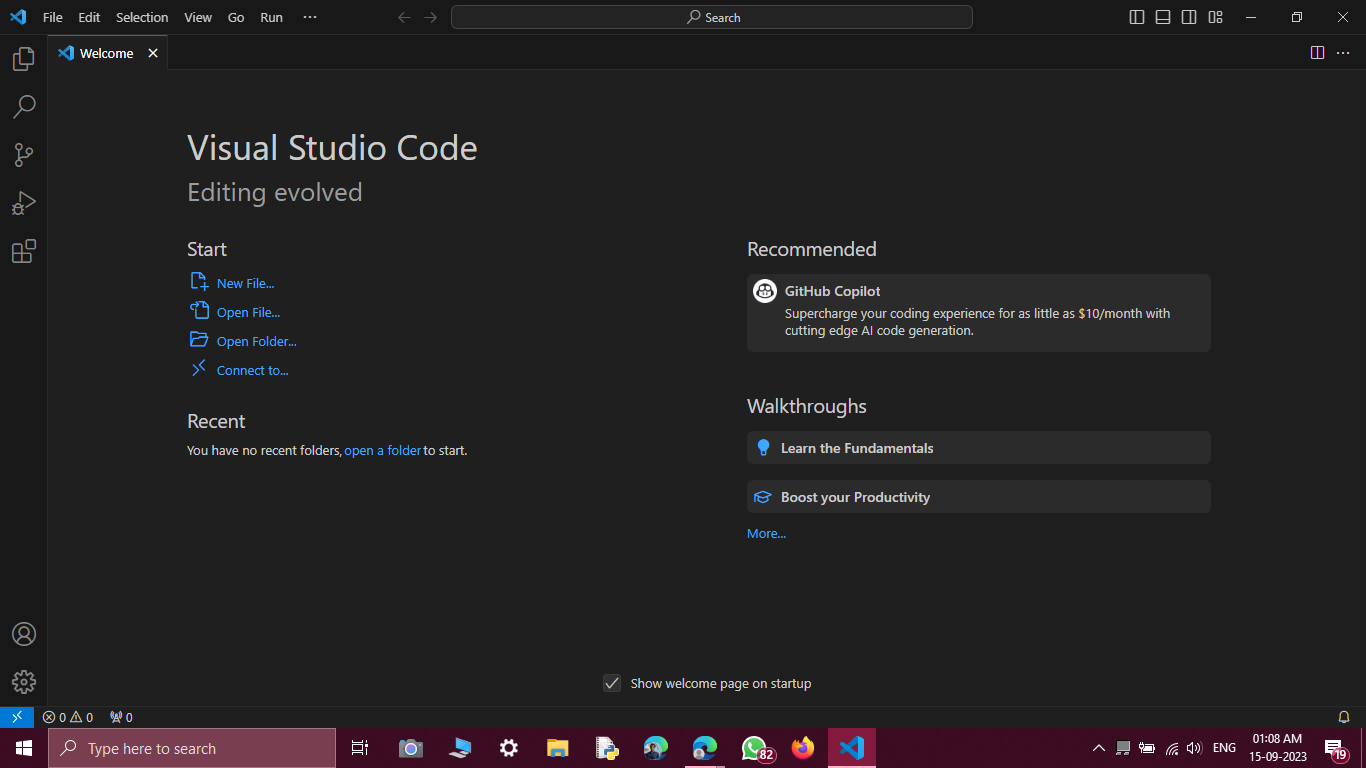 File Edit Selection View Go Run ···
Search
Welcome
Visual Studio Code
Editing evolved
Start
New File...
Open File...
Open Folder...
Connect to...
Recent
You have no recent folders, open a folder to start.
Recommended
GitHub Copilot
Supercharge your coding experience for as little as $10/month with
cutting edge AI code generation.
Walkthroughs
Learn the Fundamentals
Boost your Productivity
More...
Show welcome page on startup
0 0 0
Type here to search
82
ENG
01:08 AM
15-09-2023
19